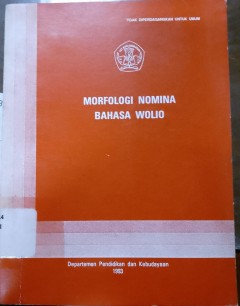 TIDAK DIPERDAGANGKAN UNTUK UMUM
MORFOLOGI NOMINA
BAHASA WOLIO
Departemen Pendidikan dan Kebudayaan
1983